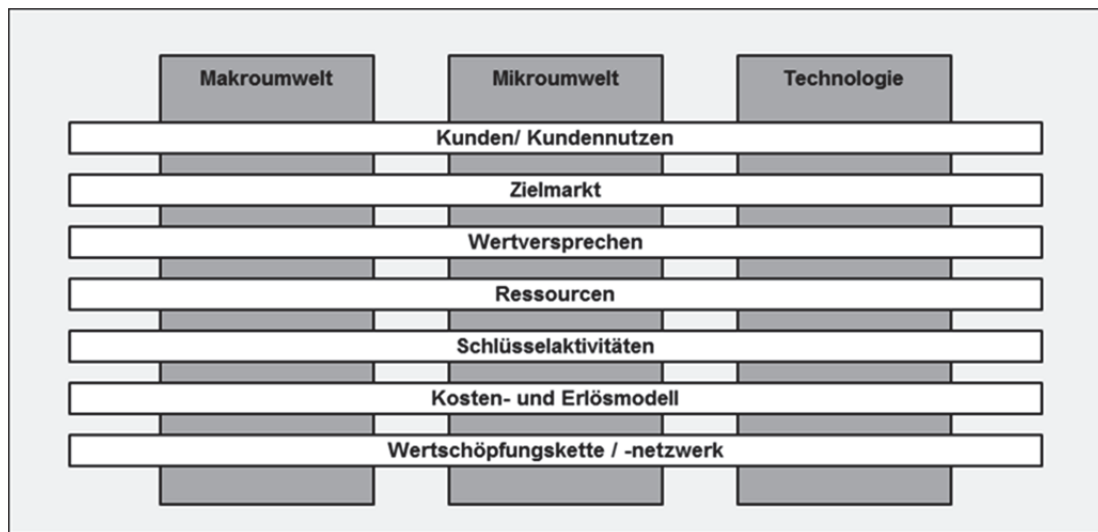 Makroumwelt
Mikroumwelt
Technologie
Kunden/ Kundennutzen
Zielmarkt
Wertversprechen
Ressourcen
Schlüsselaktivitäten
Kosten- und Erlösmodell
Wertschöpfungskette / -netzwerk